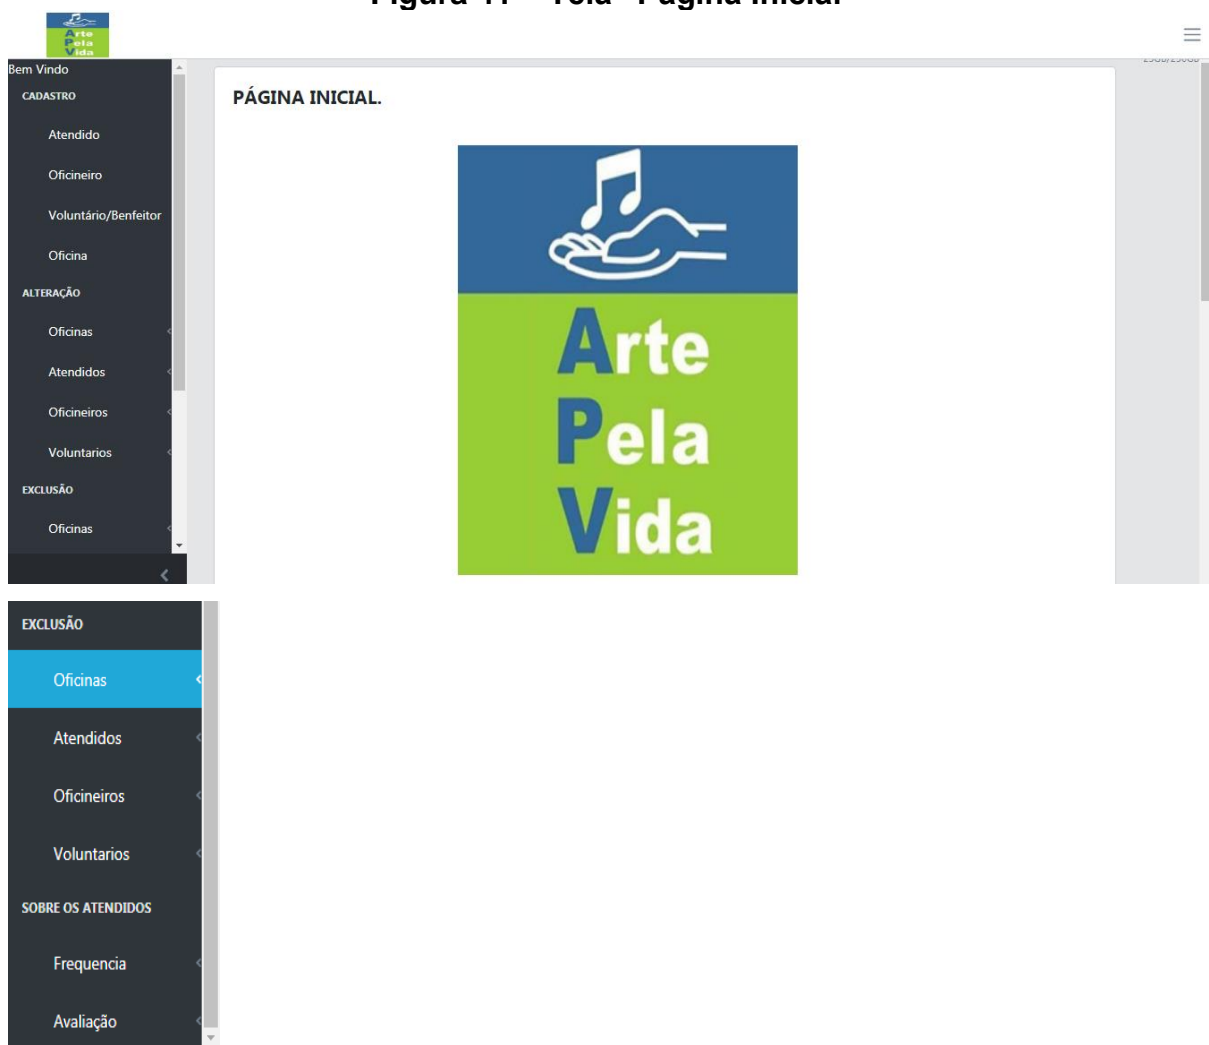 Arte
Pela
Vida
Bem Vindo
CADASTRO
Atendido
Oficineiro
Voluntário/Benfeitor
Oficina
ALTERAÇÃO
Oficinas
Atendidos
Oficineiros
Voluntarios
EXCLUSÃO
Oficinas
PÁGINA INICIAL.
Arte
Pela
Vida
EXCLUSÃO
Oficinas
Atendidos
Oficineiros
Voluntarios
SOBRE OS ATENDIDOS
Frequencia
Avaliação